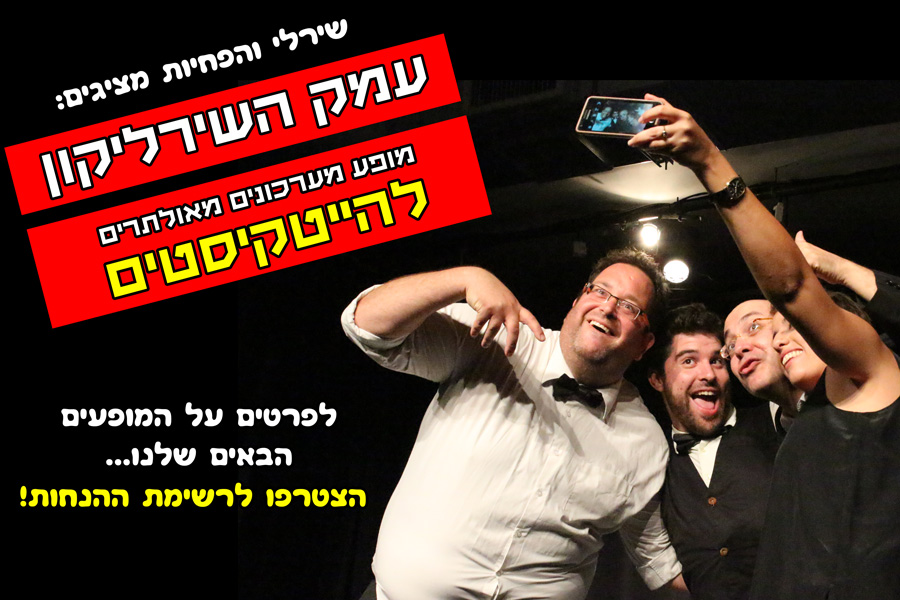 שירלי והפחיות מציגים:
עמק השירליקון
מופע מערכונים מאולתרים
להייטקיסטים
לפרטים על המופעים
הבאים שלנו...
הצטרפו לרשימת ההנחות!